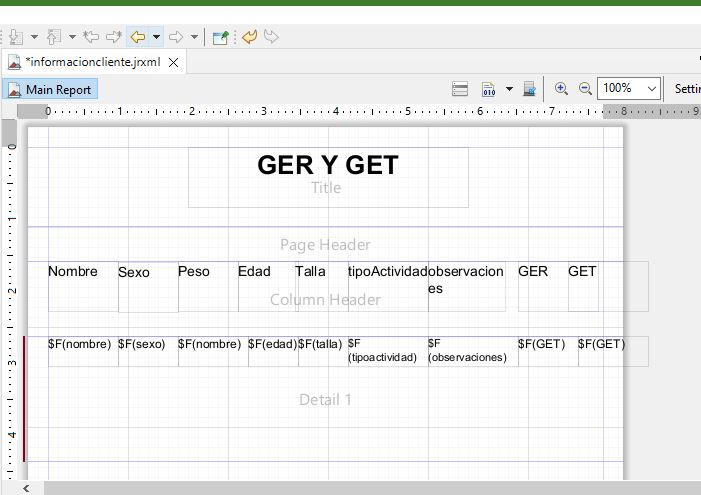 *informacioncliente.jrxml
Main Report
100%
Settin
0 1 2 3 4 5 6 7 8 9
0
GER Y GET
Title
1
Page Header
Nombre Sexo Peso Edad Talla tipoActividad observacion GER GET
es
2
Column Header
$F(nombre) $F(sexo) $F(nombre) $F(edad) $F(talla) $F $F $F(GET) $F(GET)
(tipoactividad) (observaciones)
3
Detail 1
4